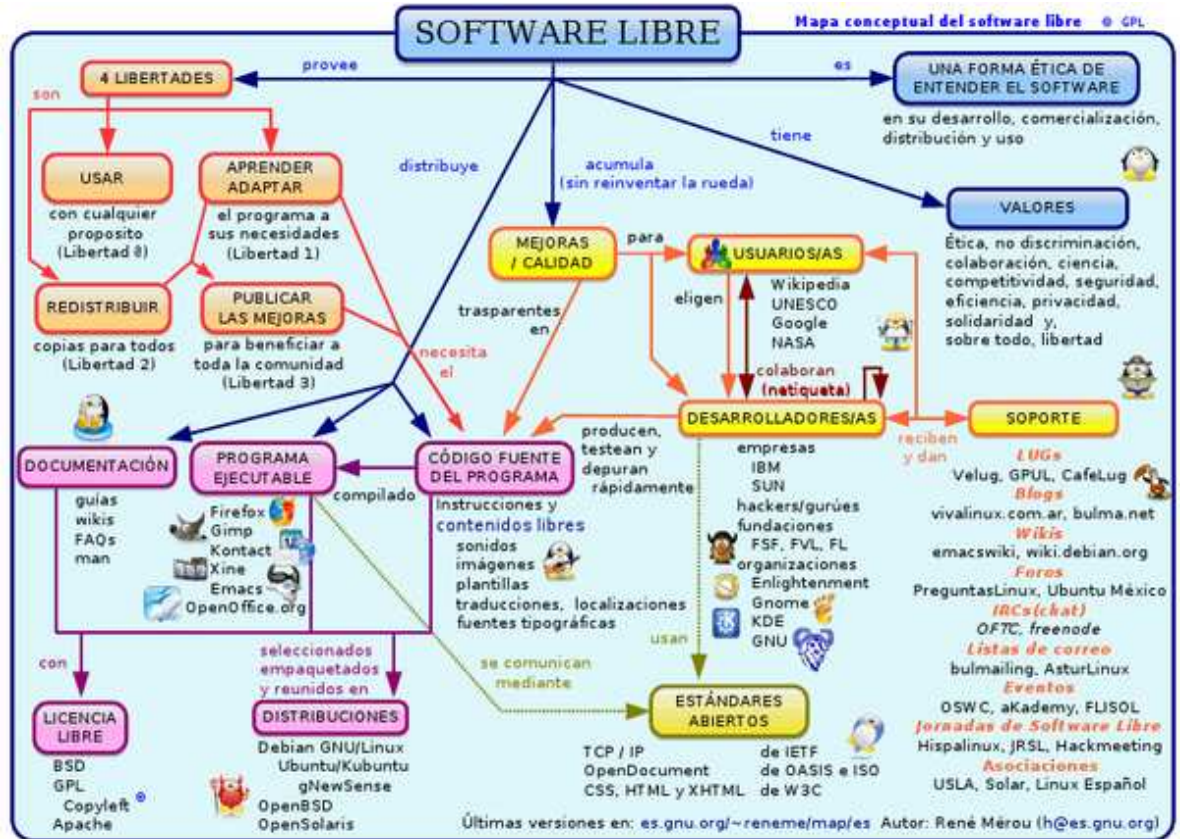 SOFTWARE LIBRE
Mapa conceptual del software libre © GPL
provee
es
4 LIBERTADES
UNA FORMA ÉTICA DE
ENTENDER EL SOFTWARE
en su desarrollo, comercialización,
distribución y uso
son
distribuye
acumula
(sin reinventar la rueda)
tiene
USAR
con cualquier
proposito
(Libertad 0)
APRENDER
ADAPTAR
el programa a
sus necesidades
(Libertad 1)
REDISTRIBUIR
copias para todos
(Libertad 2)
PUBLICAR
LAS MEJORAS
para beneficiar a
toda la comunidad
(Libertad 3)
necesita
el
MEJORAS
/ CALIDAD
para
trasparentes
en
USUARIOS/AS
eligen
Wikipedia
UNESCO
Google
NASA
colaboran
(netiqueta)
VALORES
Ética, no discriminación,
colaboración, ciencia,
competitividad, seguridad,
eficiencia, privacidad,
solidaridad y,
sobre todo, libertad
DOCUMENTACIÓN
guías
wikis
FAQs
man
PROGRAMA
EJECUTABLE
Firefox
Gimp
Kontact
Xine
Emacs
OpenOffice.org
compilado
CÓDIGO FUENTE
DEL PROGRAMA
Instrucciones y
contenidos libres
sonidos
imágenes
plantillas
traducciones, localizaciones
fuentes tipográficas
producen,
testean y
depuran
rápidamente
DESARROLLADORES/AS
empresas
IBM
SUN
hackers/gurúes
fundaciones
FSF, FVL, FL
organizaciones
Enlightenment
Gnome
KDE
GNU
usan
reciben
y dan
SOPORTE
LUGs
Velug, GPUL, CafeLug
Blogs
vivalinux.com.ar, bulma.net
Wikis
emacswiki, wiki.debian.org
Foros
PreguntasLinux, Ubuntu México
IRCs(chat)
OFTC, freenode
Listas de correo
bulmailing, AsturLinux
Eventos
OSWC, aKademy, FLISOL
Jornadas de Software Libre
Hispalinux, JRSL, Hackmeeting
Asociaciones
USLA, Solar, Linux Español
con
seleccionados
empaquetados
y reunidos en
se comunican
mediante
LICENCIA
LIBRE
BSD
GPL
Copyleft
Apache
DISTRIBUCIONES
Debian GNU/Linux
Ubuntu/Kubuntu
gNewSense
OpenBSD
OpenSolaris
ESTÁNDARES
ABIERTOS
TCP / IP de IETF
OpenDocument de OASIS e ISO
CSS, HTML y XHTML de W3C
Últimas versiones en: es.gnu.org/~reneme/map/es Autor: René Mérou (h@es.gnu.org)